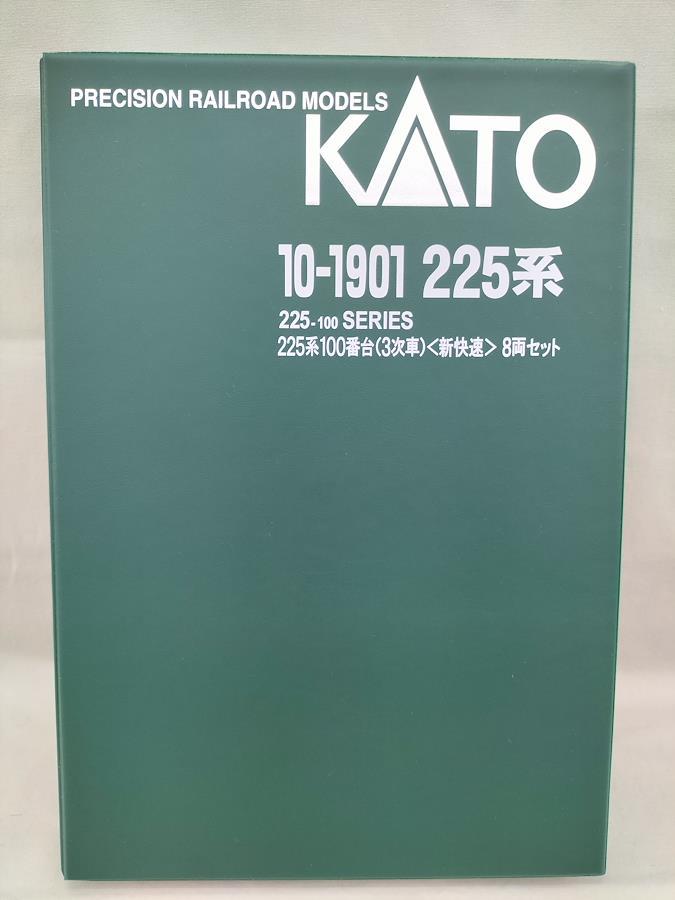 PRECISION RAILROAD MODELS
KATO
10-1901 225系
225-100 SERIES
225系100番台(3次車)<新快速> 8両セット